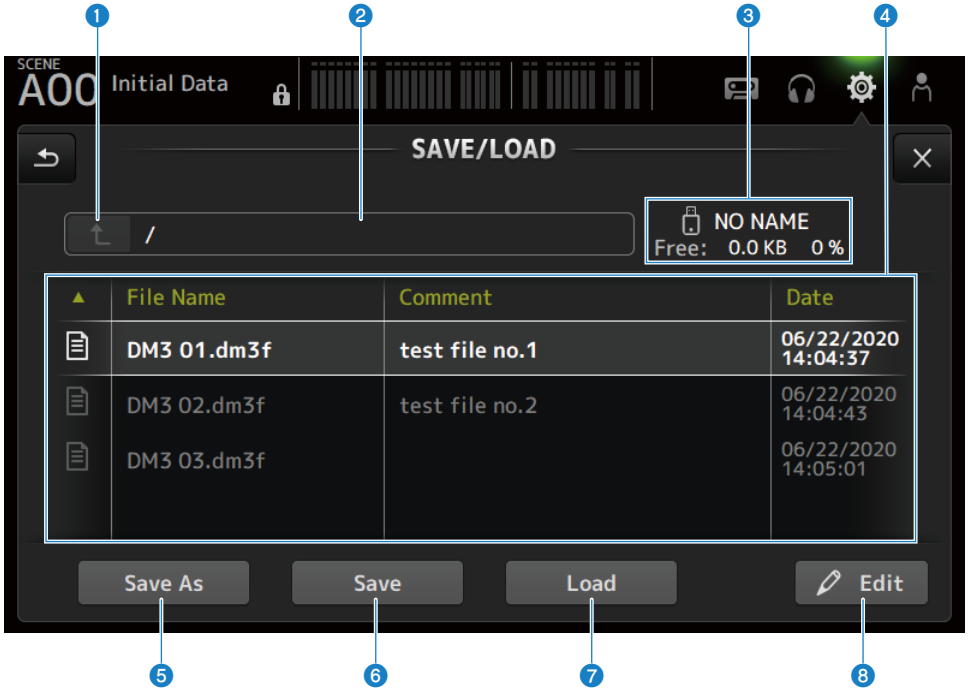 1 2 3 4
SCENE
A00 Initial Data
SAVE/LOAD
/
NO NAME
Free: 0.0 KB 0 %
▲ File Name Comment Date
DM3 01.dm3f test file no.1 06/22/2020 14:04:37
DM3 02.dm3f test file no.2 06/22/2020 14:04:43
DM3 03.dm3f 06/22/2020 14:05:01
Save As Save Load Edit
5 6 7 8